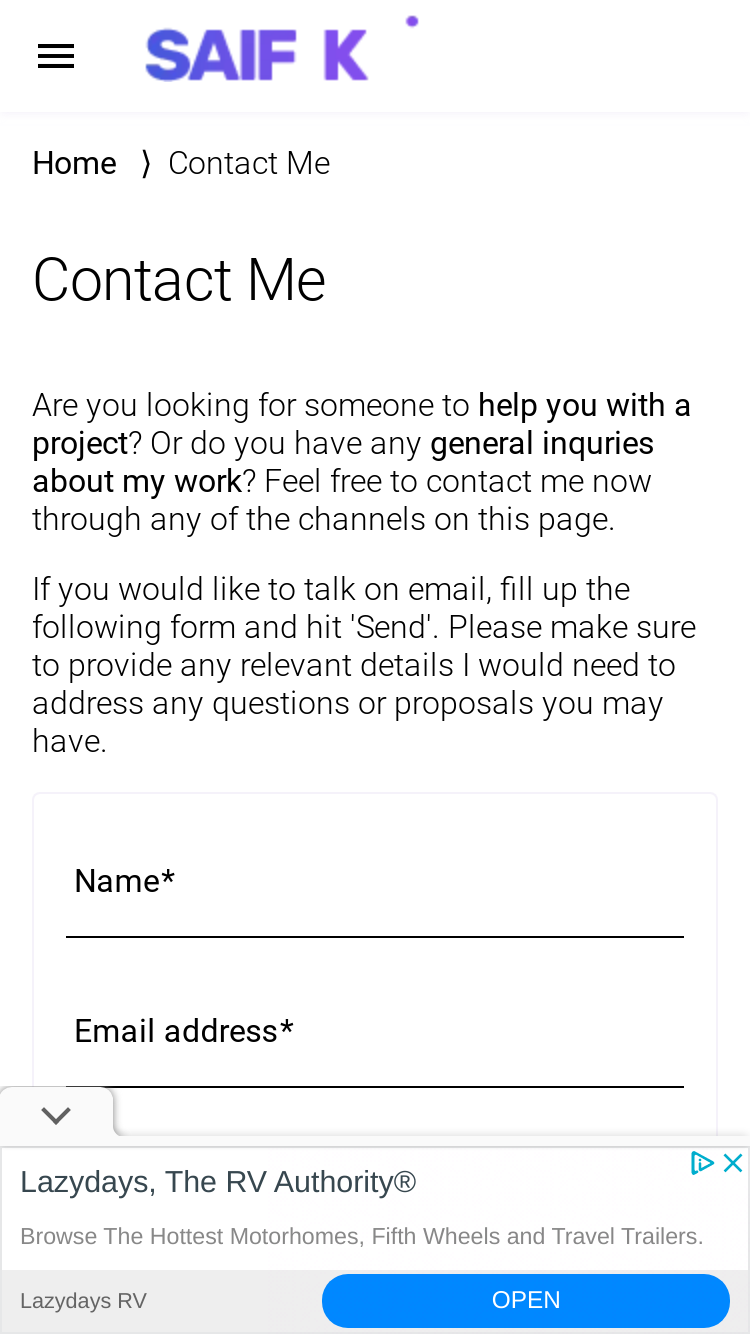 SAIF K
Home ⟩ Contact Me
Contact Me
Are you looking for someone to help you with a
project? Or do you have any general inquries
about my work? Feel free to contact me now
through any of the channels on this page.
If you would like to talk on email, fill up the
following form and hit 'Send'. Please make sure
to provide any relevant details I would need to
address any questions or proposals you may
have.
Name*
Email address*
Lazydays, The RV Authority®
Browse The Hottest Motorhomes, Fifth Wheels and Travel Trailers.
Lazydays RV
OPEN